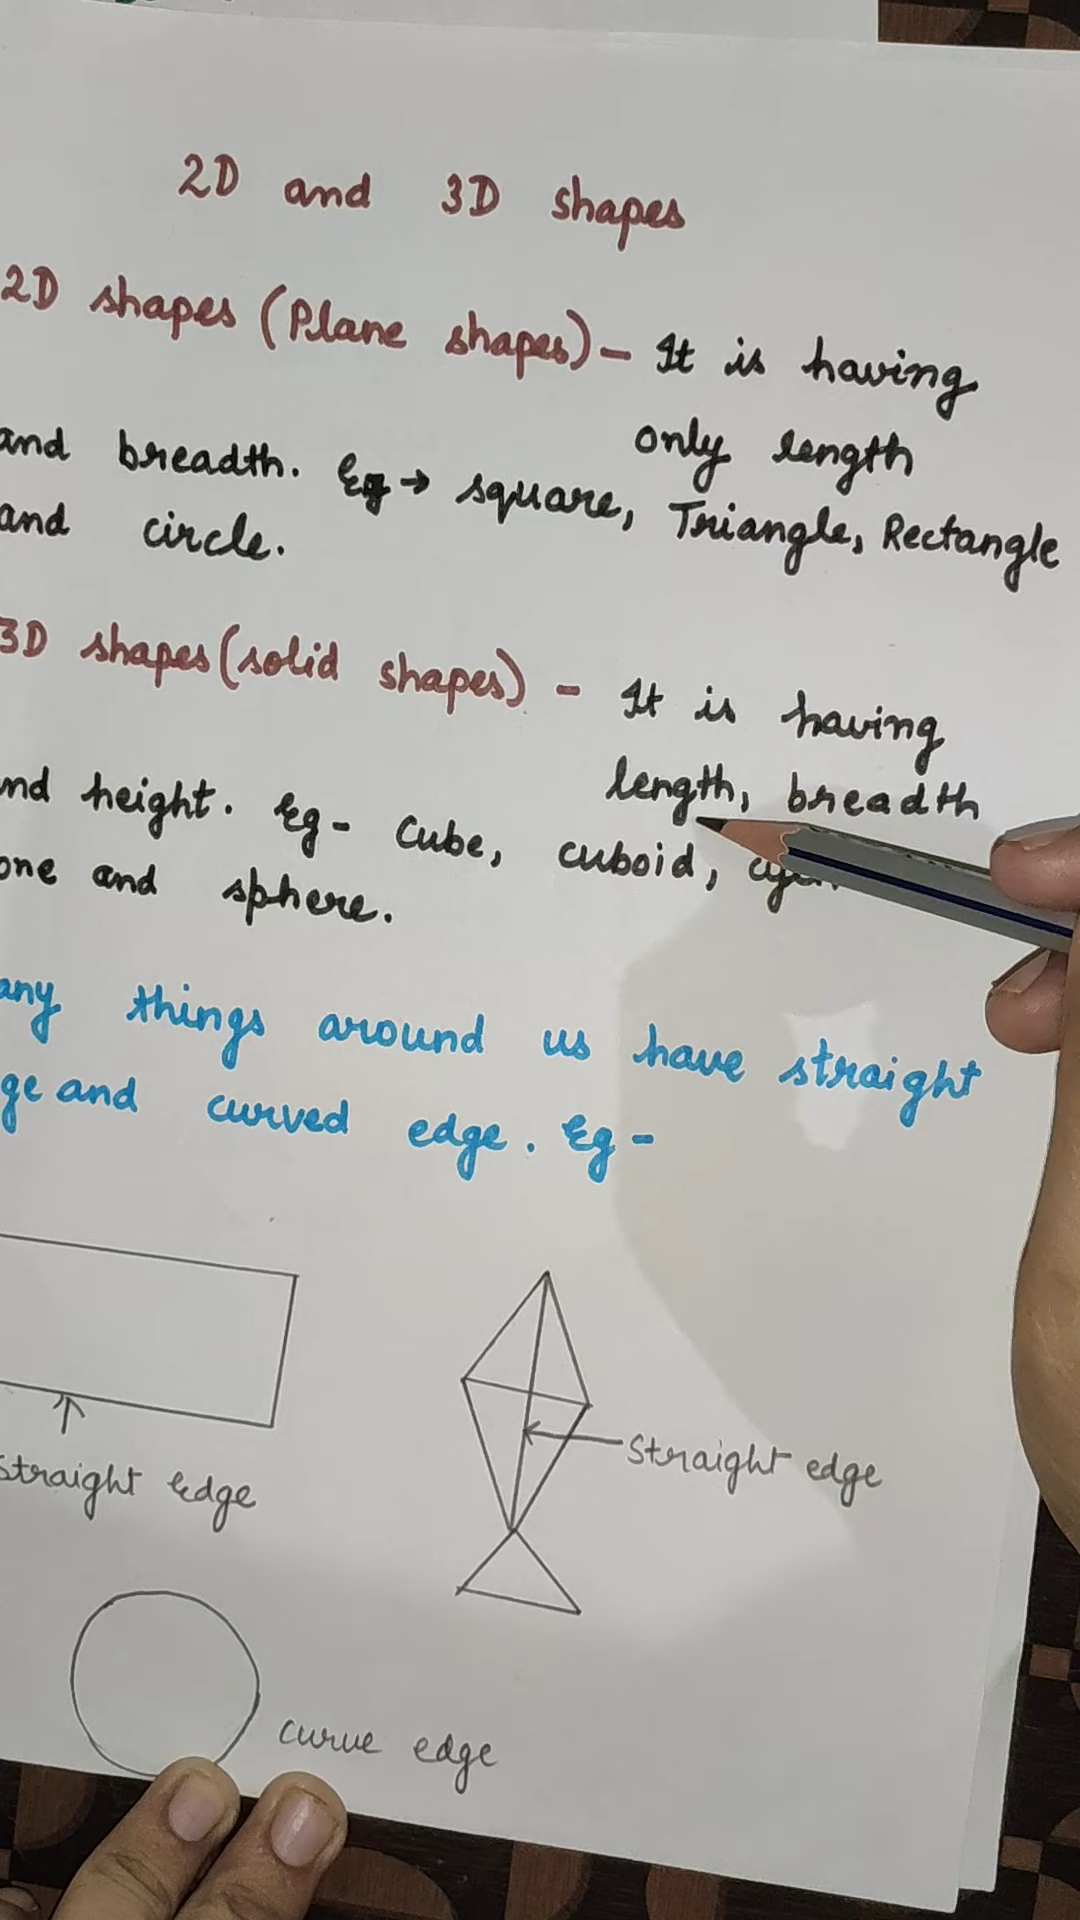 2D and 3D shapes
2D shapes (Plane shapes) - It is having
only length
and breadth. Eg → square, Triangle, Rectangle
and circle.
3D shapes (solid shapes) - It is having
length, breadth
nd height. Eg - Cube, cuboid,
one and sphere.
any things around us have straight
ge and curved edge. Eg -
straight edge
straight Edge
curve edge